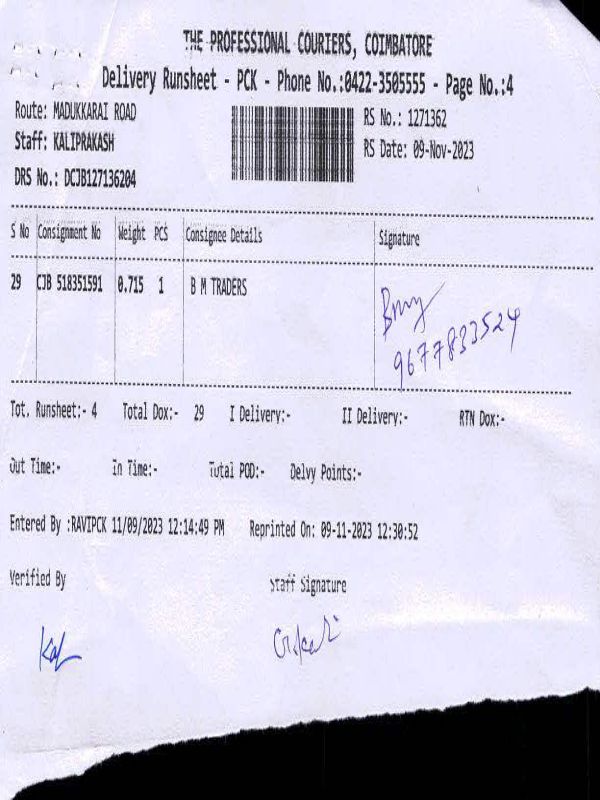 THE PROFESSIONAL COURIERS, COIMBATORE
Delivery Runsheet - PCK - Phone No.:0422-3505555 - Page No.:4
Route: MADUKKARAI ROAD
RS No.: 1271362
Staff: KALIPRAKASH
RS Date: 09-Nov-2023
DRS No.: DCJB127136204
S No Consignment No Weight PCS Consignee Details Signature
29 CJB 518351591 0.715 1 B M TRADERS
9677833524
Tot. Runsheet:- 4 Total Dox:- 29 I Delivery:- II Delivery:- RTN Dox:-
Out Time:- In Time:- Total POD:- Delvy Points:-
Entered By :RAVIPCK 11/09/2023 12:14:49 PM Reprinted On: 09-11-2023 12:30:52
Verified By Staff Signature